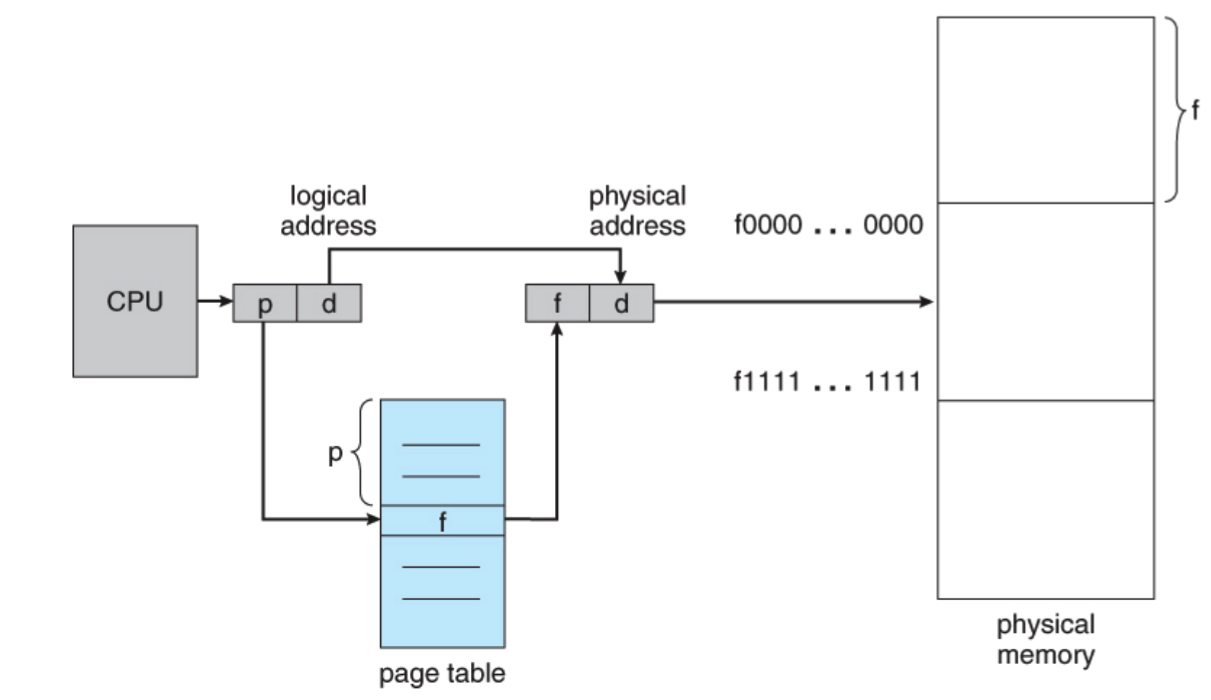 f
logical
address
physical
address
f0000 ... 0000
CPU
p
d
f
d
f1111 ... 1111
p
f
page table
physical
memory